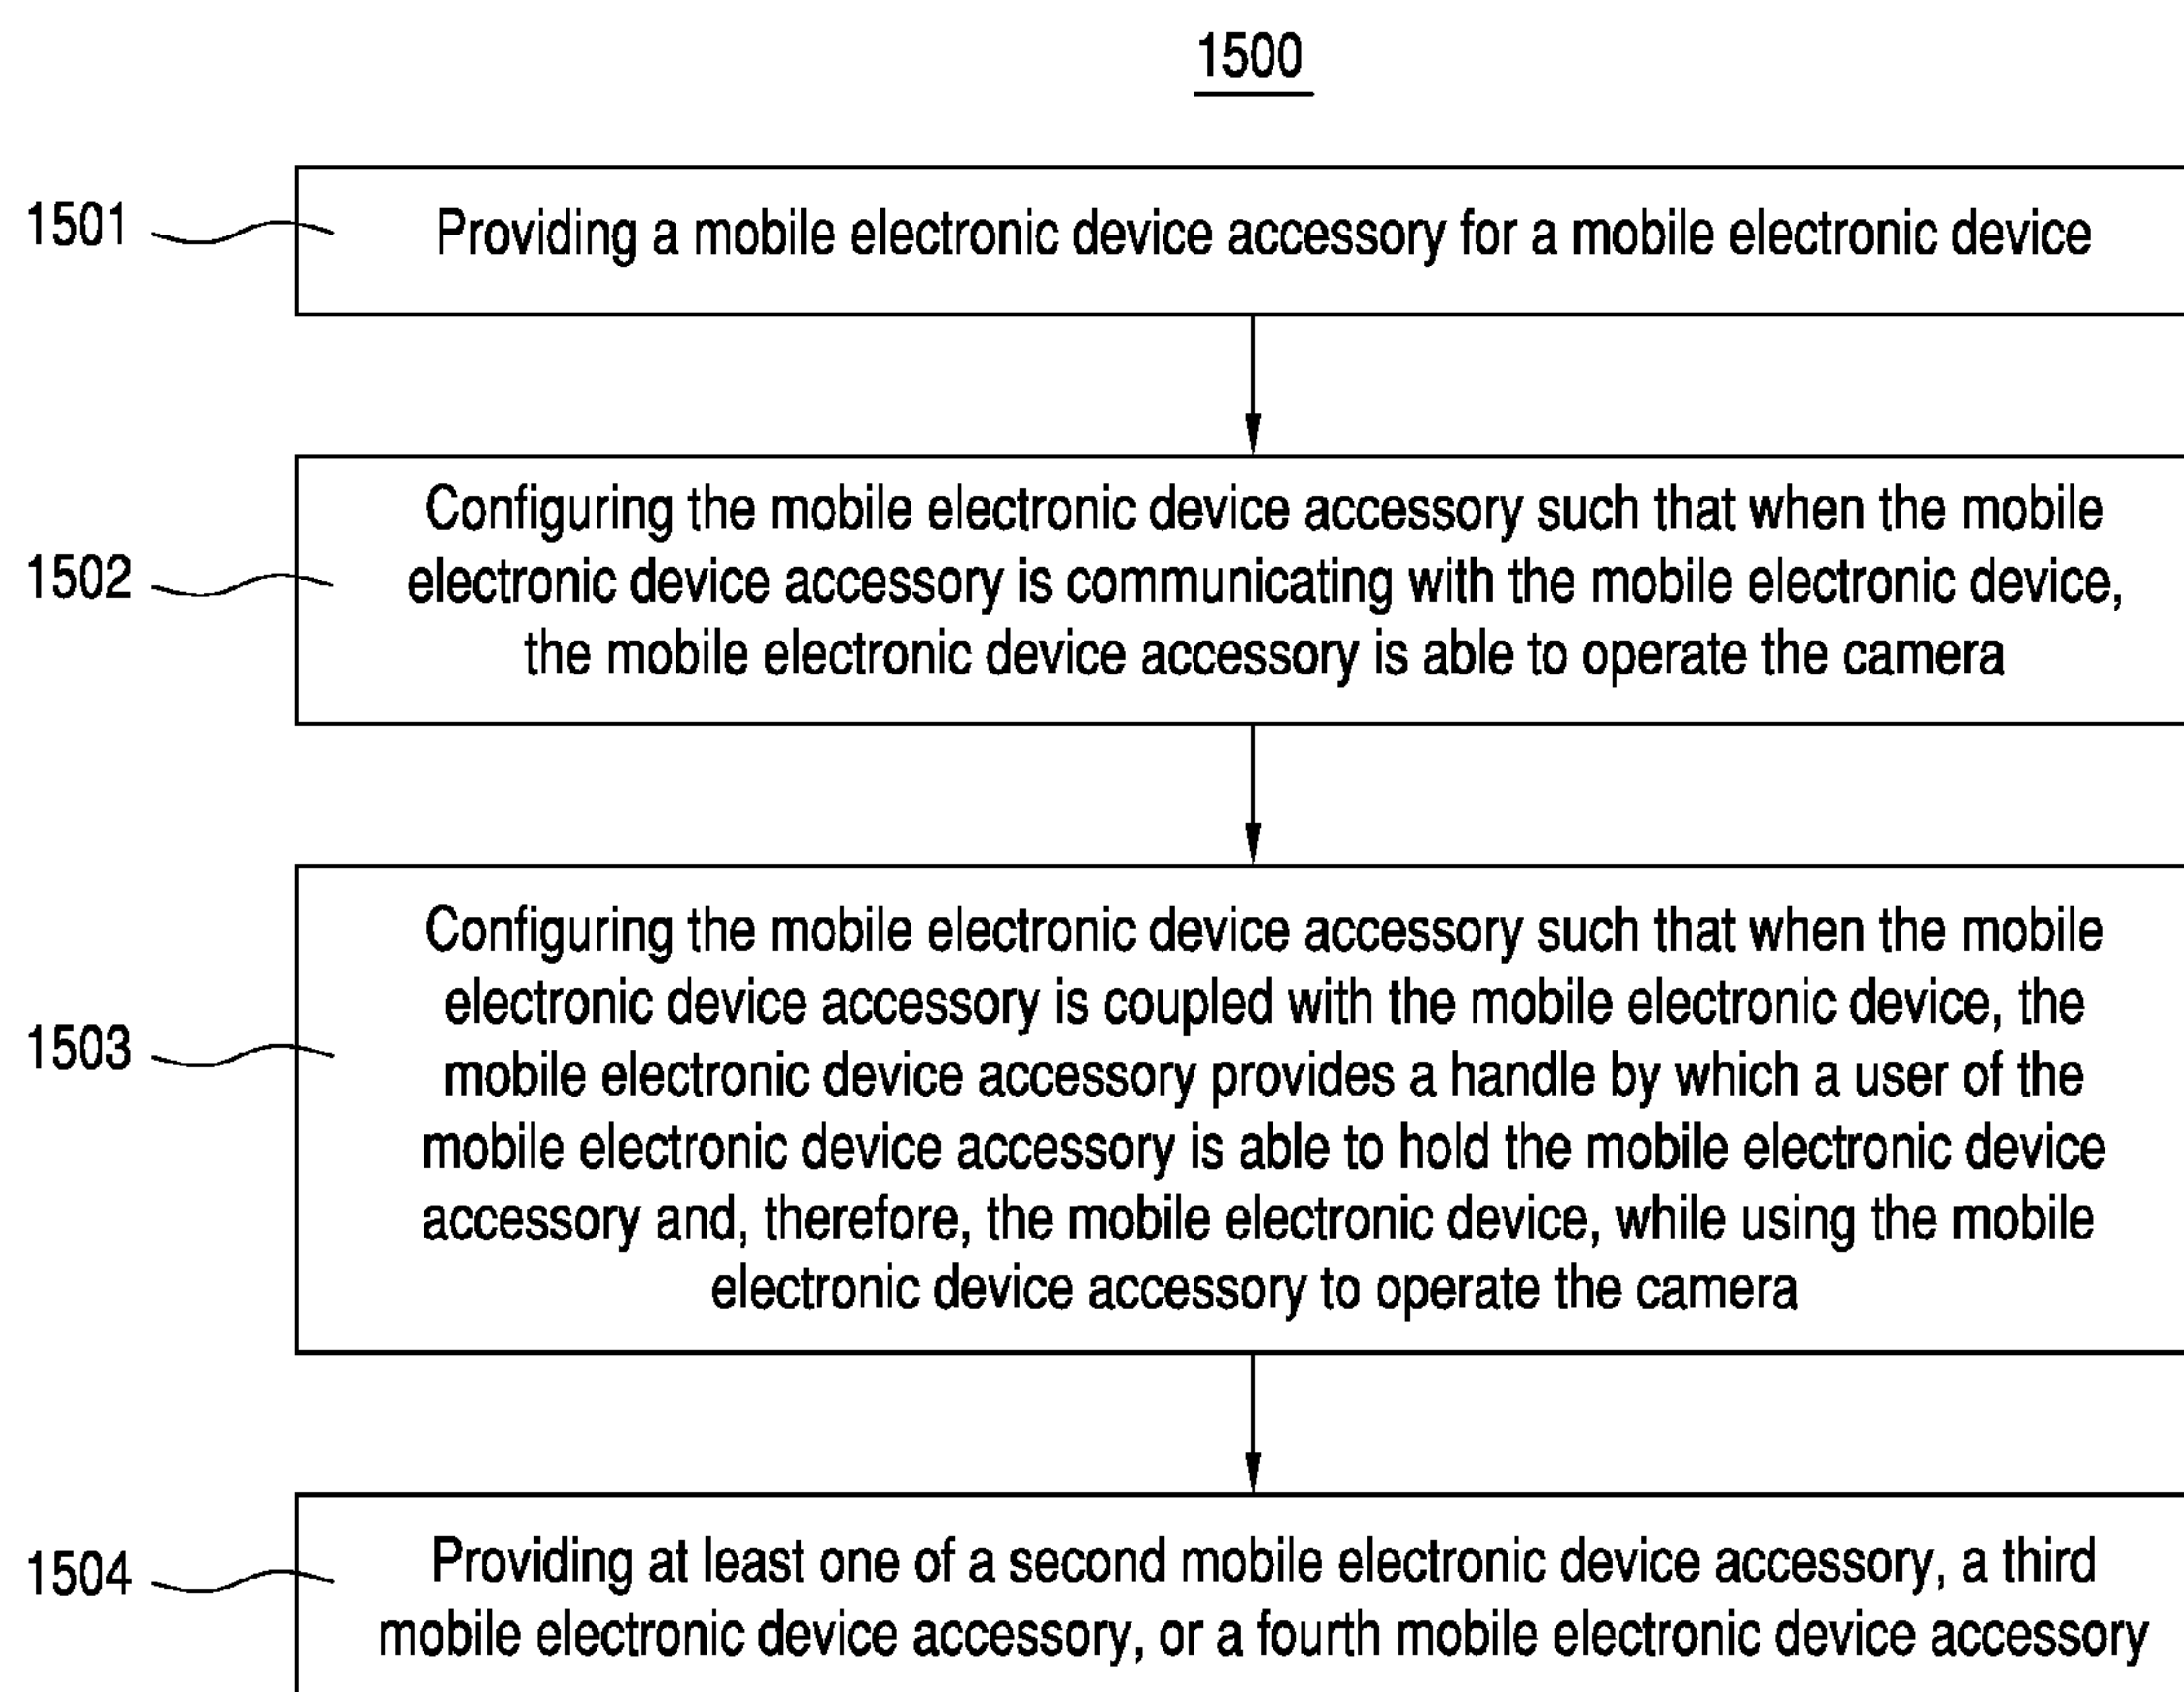 1500
1501
Providing a mobile electronic device accessory for a mobile electronic device
1502
Configuring the mobile electronic device accessory such that when the mobile
electronic device accessory is communicating with the mobile electronic device,
the mobile electronic device accessory is able to operate the camera
1503
Configuring the mobile electronic device accessory such that when the mobile
electronic device accessory is coupled with the mobile electronic device, the
mobile electronic device accessory provides a handle by which a user of the
mobile electronic device accessory is able to hold the mobile electronic device
accessory and, therefore, the mobile electronic device, while using the mobile
electronic device accessory to operate the camera
1504
Providing at least one of a second mobile electronic device accessory, a third
mobile electronic device accessory, or a fourth mobile electronic device accessory